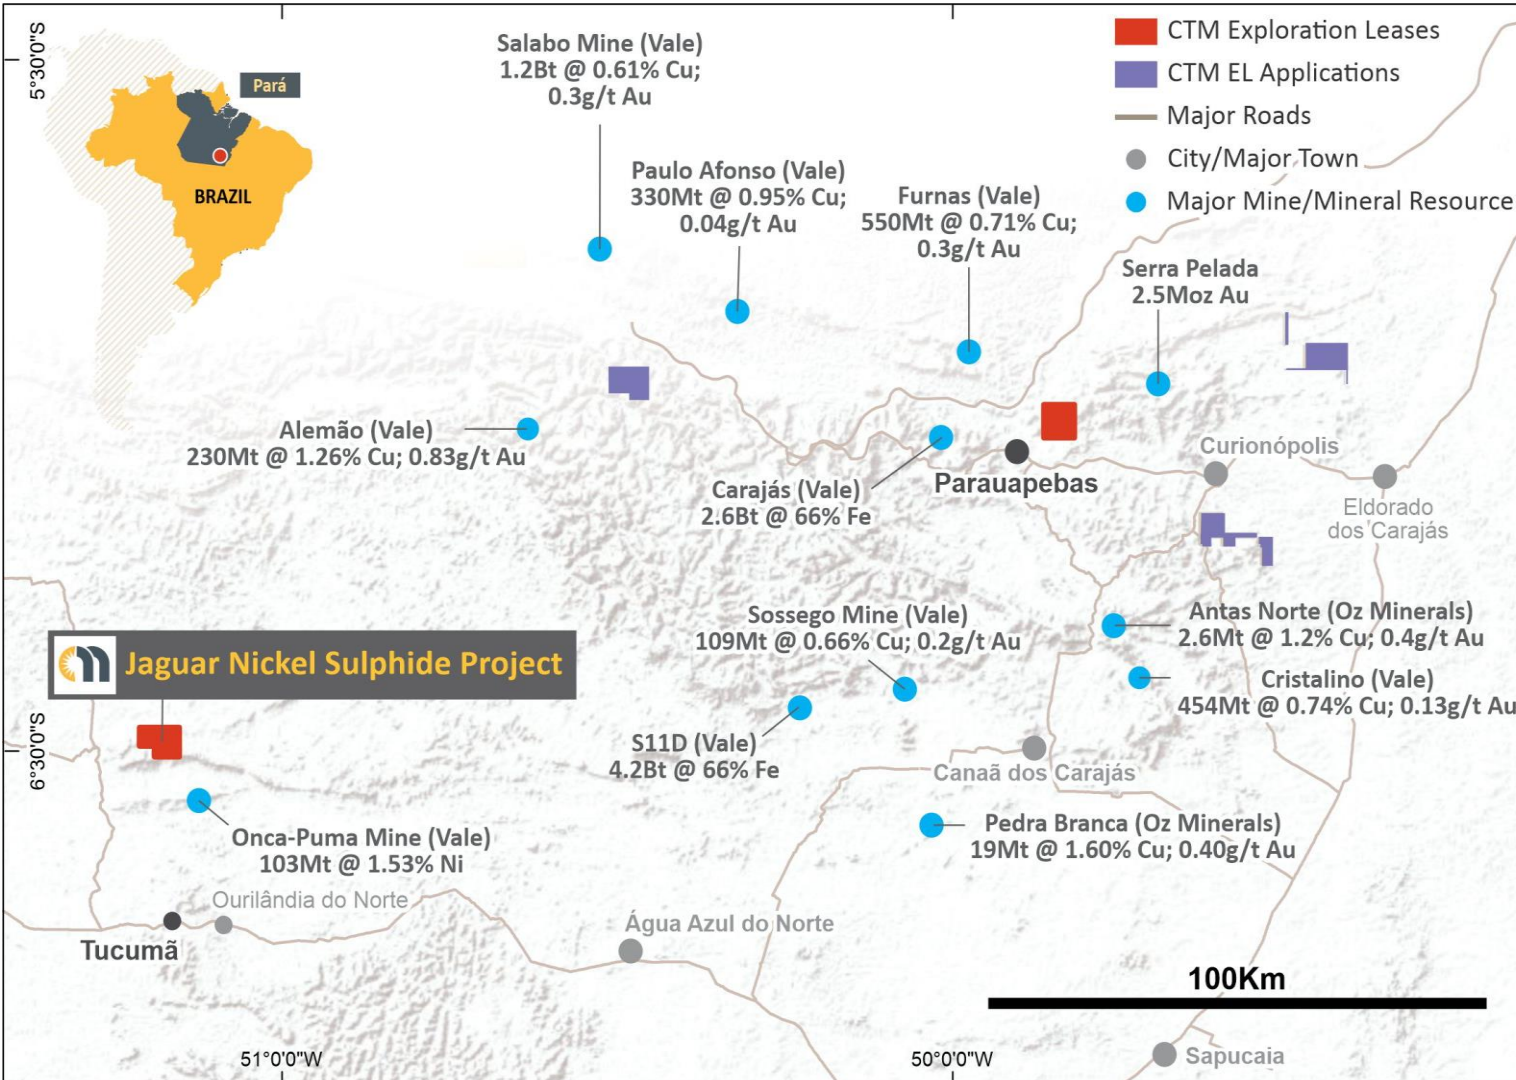 5°30'0"S
Pará
BRAZIL
Salabo Mine (Vale)
1.2Bt @ 0.61% Cu;
0.3g/t Au
Paulo Afonso (Vale)
330Mt @ 0.95% Cu;
0.04g/t Au
Furnas (Vale)
550Mt @ 0.71% Cu;
0.3g/t Au
CTM Exploration Leases
CTM EL Applications
Major Roads
City/Major Town
Major Mine/Mineral Resource
Serra Pelada
2.5Moz Au
Alemão (Vale)
230Mt @ 1.26% Cu; 0.83g/t Au
Carajás (Vale)
2.6Bt @ 66% Fe
Parauapebas
Curionópolis
Eldorado
dos Carajás
Sossego Mine (Vale)
109Mt @ 0.66% Cu; 0.2g/t Au
Antas Norte (Oz Minerals)
2.6Mt @ 1.2% Cu; 0.4g/t Au
Cristalino (Vale)
454Mt @ 0.74% Cu; 0.13g/t Au
Jaguar Nickel Sulphide Project
6°30'0"S
S11D (Vale)
4.2Bt @ 66% Fe
Canaã dos Carajás
Onca-Puma Mine (Vale)
103Mt @ 1.53% Ni
Pedra Branca (Oz Minerals)
19Mt @ 1.60% Cu; 0.40g/t Au
Ourilândia do Norte
Tucumã
Água Azul do Norte
100Km
51°0'0"W
50°0'0"W
Sapucaia